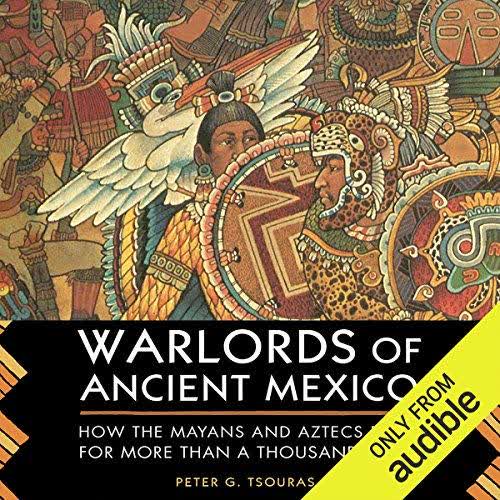 WARLORDS OF
ANCIENT MEXICO
HOW THE MAYANS AND AZTECS
FOR MORE THAN A THOUSAND
PETER G. TSOURAS
ONLY FROM
audible